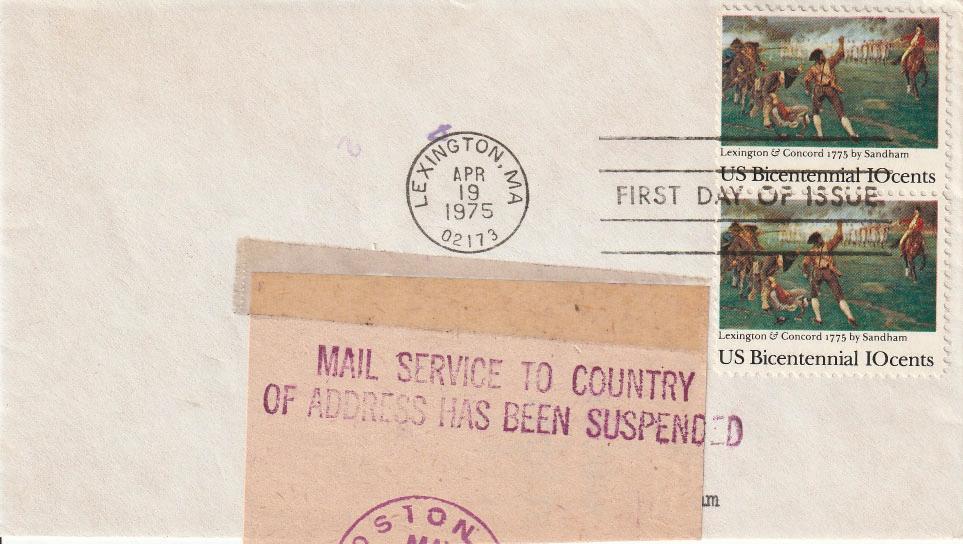 Lexington & Concord 1775 by Sandham
US Bicentennial 10cents
LEXINGTON, MA
APR
19
1975
02173
FIRST DAY OF ISSUE
Lexington & Concord 1775 by Sandham
US Bicentennial 10cents
MAIL SERVICE TO COUNTRY
OF ADDRESS HAS BEEN SUSPENDED